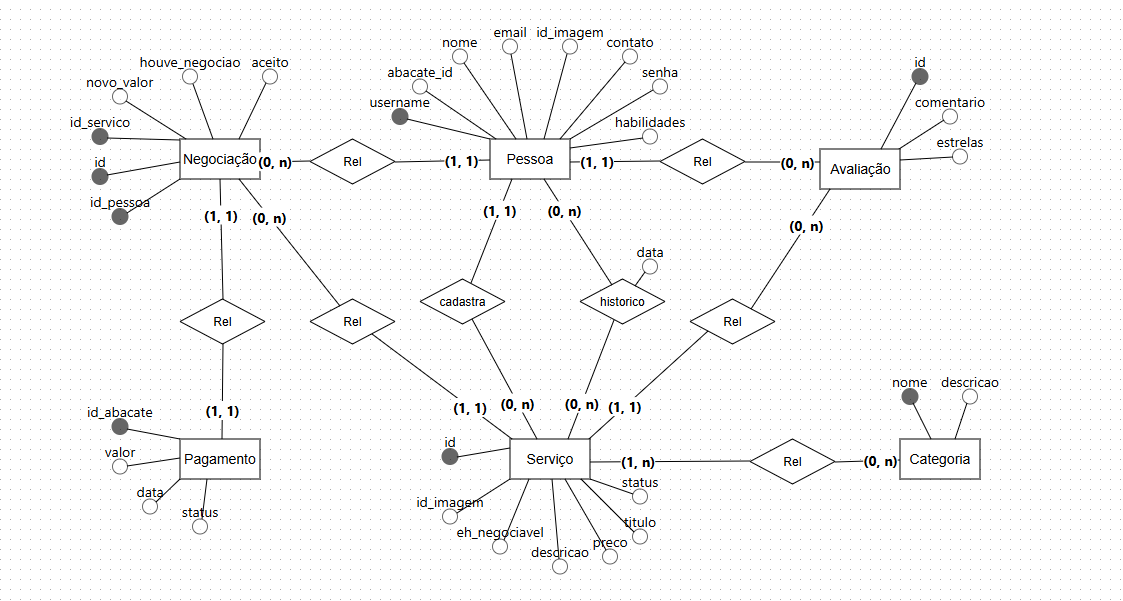 email
id_imagem
nome
contato
houve_negociao
aceito
id
abacate_id
senha
novo_valor
username
comentario
id_servico
habilidades
estrelas
Negociação
(0, n)
Rel
(1, 1)
Pessoa
(1, 1)
Rel
(0, n)
Avaliação
id
id_pessoa
(1, 1)
(0, n)
(1, 1)
(0, n)
(0, n)
data
cadastra
historico
Rel
Rel
Rel
nome
descricao
id_abacate
(1, 1)
(1, 1)
(0, n)
(0, n)
(1, 1)
id
valor
Pagamento
Serviço
(1, n)
Rel
(0, n)
Categoria
data
status
status
id_imagem
titulo
eh_negociavel
preco
descricao